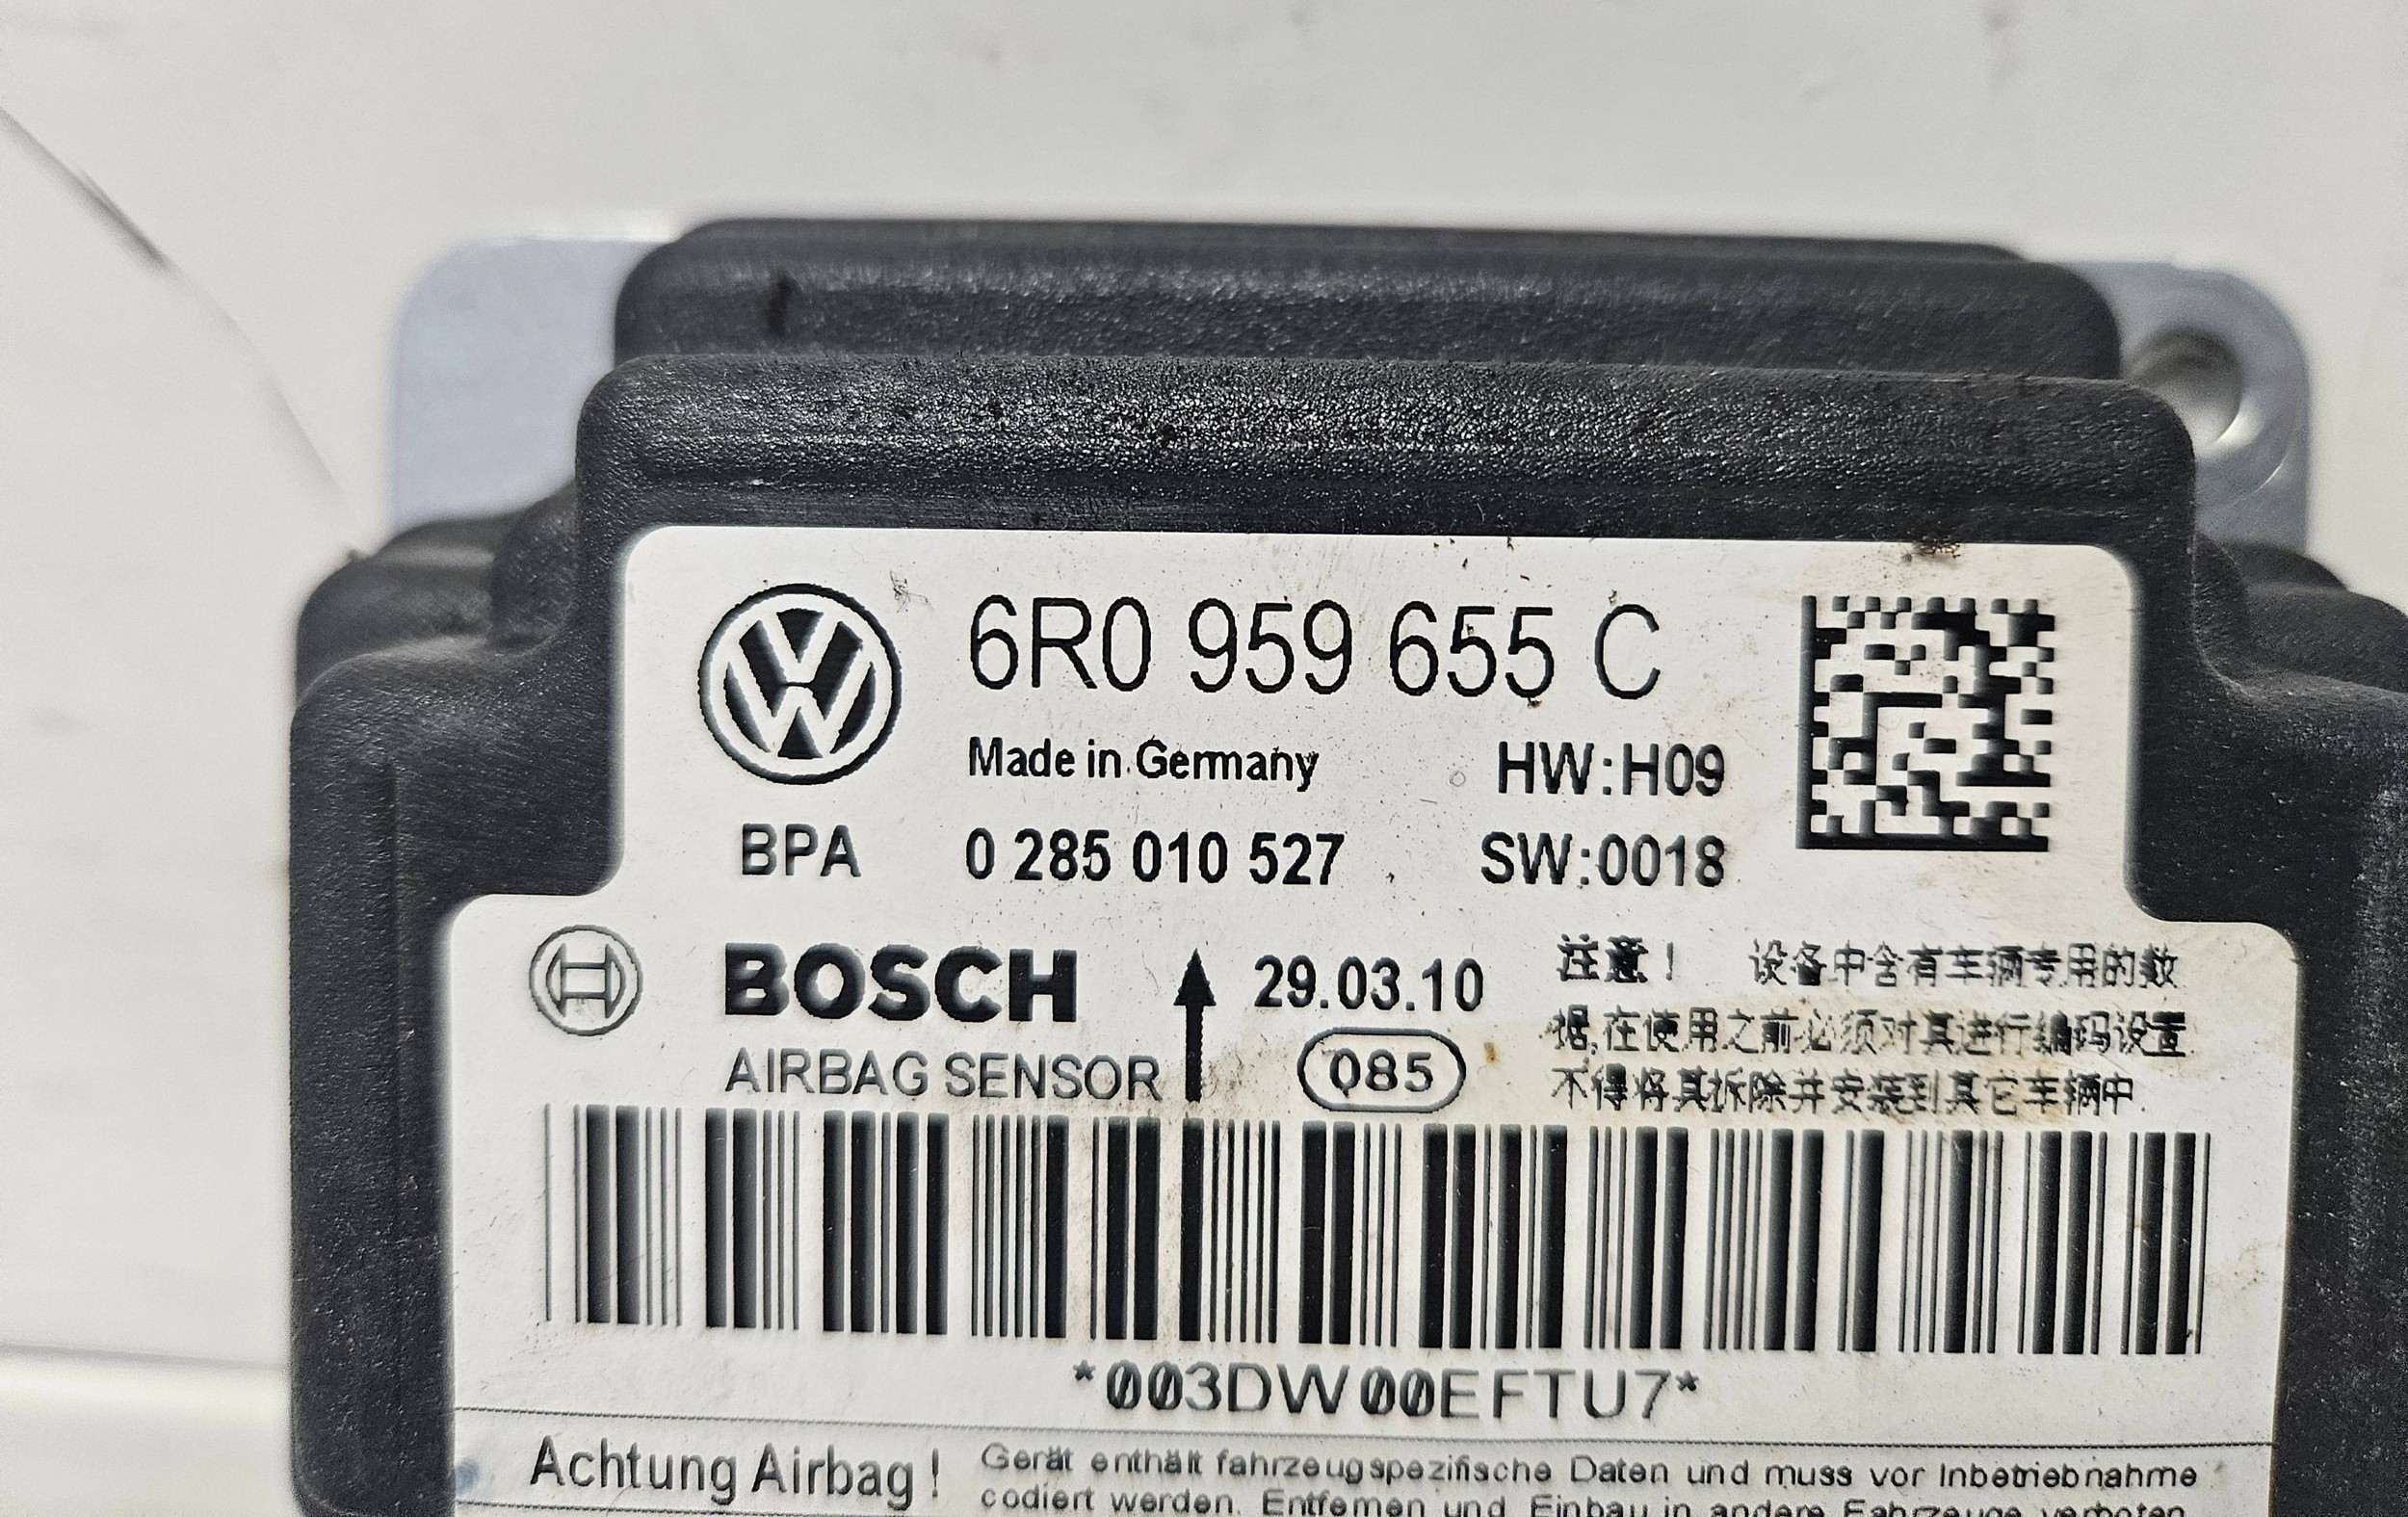 6R0 959 655 C
Made in Germany HW:H09
BPA 0 285 010 527 SW:0018
BOSCH 29.03.10
AIRBAG SENSOR 085
注意！ 设备中含有车辆专用的数
据,在使用之前必须对其进行编码设置
不得将其拆除并安装到其它车辆中.
*003DW00EFTU7*
Achtung Airbag !
Gerät enthält fahrzeugspezifische Daten und muss vor Inbetriebnahme
codiert werden. Entfernen und Einbau in andere Fahrzeuge verboten